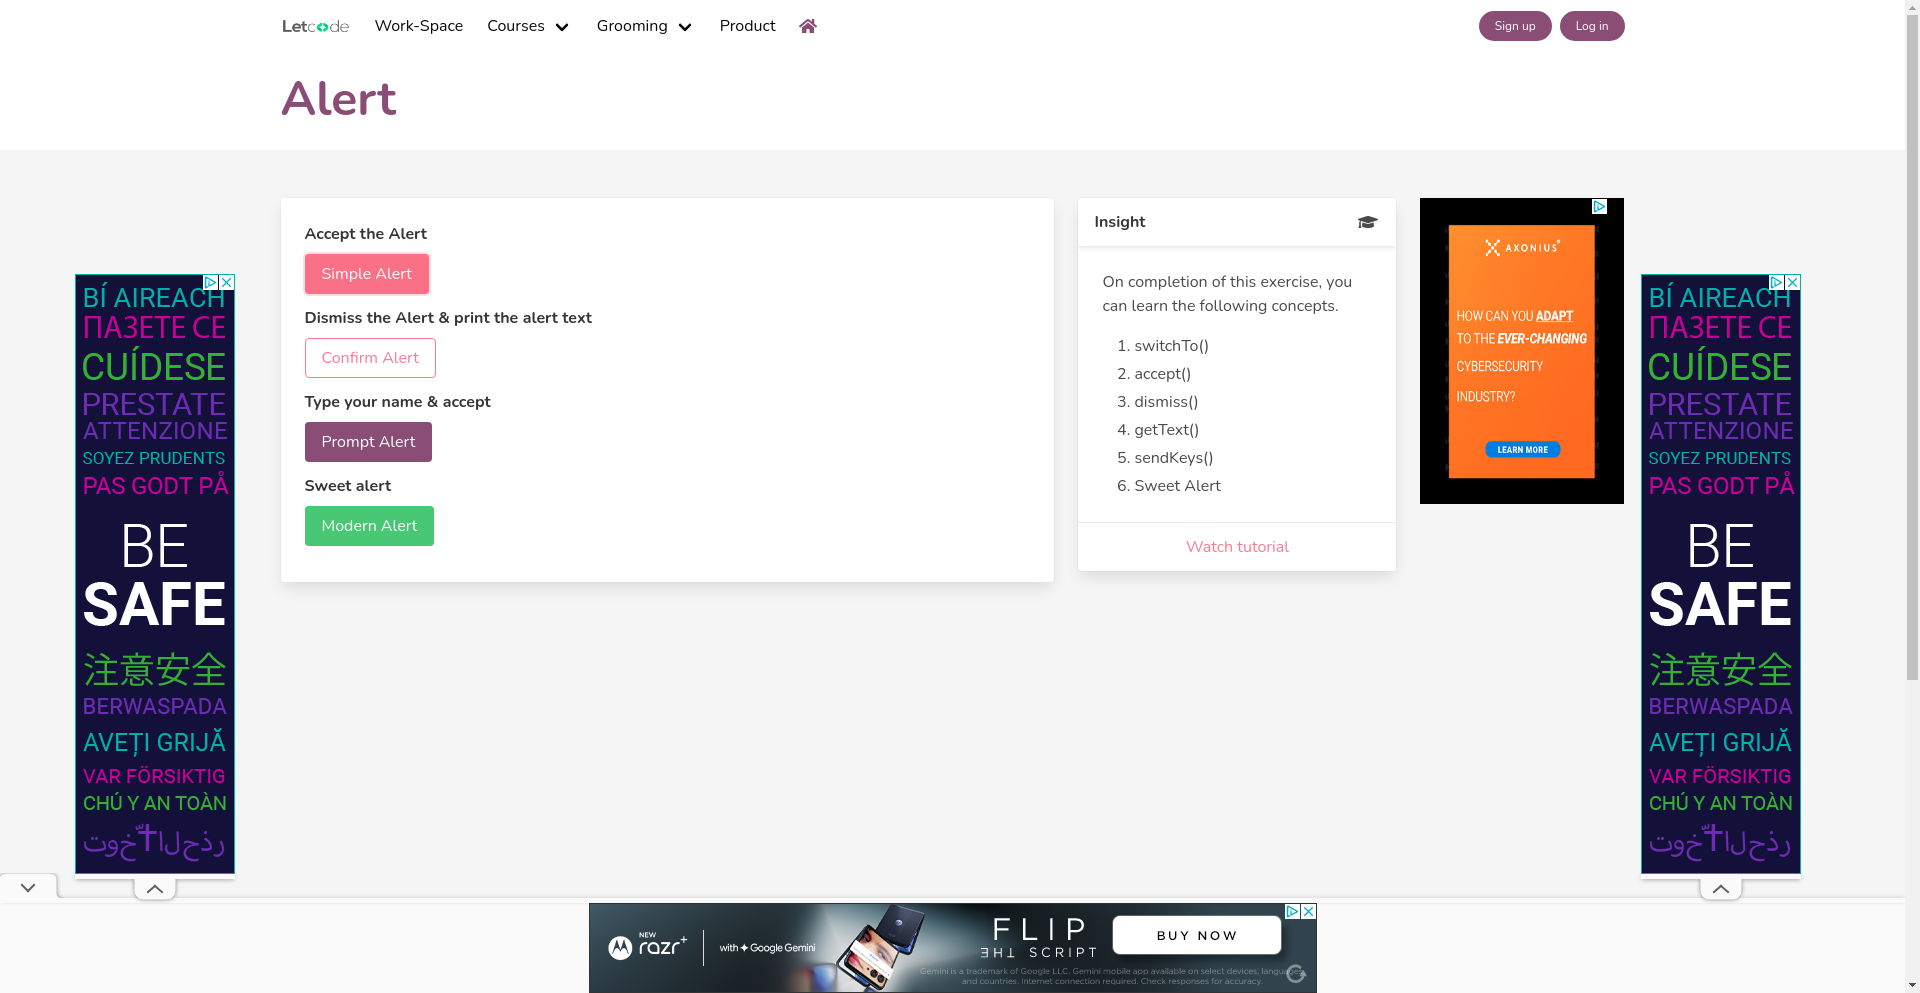 Letcode
Work-Space
Courses
Grooming
Product
Sign up
Log in
Alert
Accept the Alert
Simple Alert
Dismiss the Alert & print the alert text
Confirm Alert
Type your name & accept
Prompt Alert
Sweet alert
Modern Alert
Insight
On completion of this exercise, you
can learn the following concepts.
1. switchTo()
2. accept()
3. dismiss()
4. getText()
5. sendKeys()
6. Sweet Alert
Watch tutorial
AXONIUS
HOW CAN YOU ADAPT
TO THE EVER-CHANGING
CYBERSECURITY
INDUSTRY?
LEARN MORE
BÍ AIREACH
ПАЗЕТЕ СЕ
CUÍDESE
PRESTATE
ATTENZIONE
SOYEZ PRUDENTS
PAS GODT PÅ
BE
SAFE
注意安全
BERWASPADA
AVEȚI GRIJĂ
VAR FÖRSIKTIG
CHÚ Y AN TOÀN
BÍ AIREACH
ПАЗЕТЕ СЕ
CUÍDESE
PRESTATE
ATTENZIONE
SOYEZ PRUDENTS
PAS GODT PÅ
BE
SAFE
注意安全
BERWASPADA
AVEȚI GRIJĂ
VAR FÖRSIKTIG
CHÚ Y AN TOÀN
NEW
razr+
with Google Gemini
FLIP
THE SCRIPT
BUY NOW
Gemini is a trademark of Google LLC. Gemini mobile app available on select devices, languages,
and countries. Internet connection required. Check responses for accuracy.